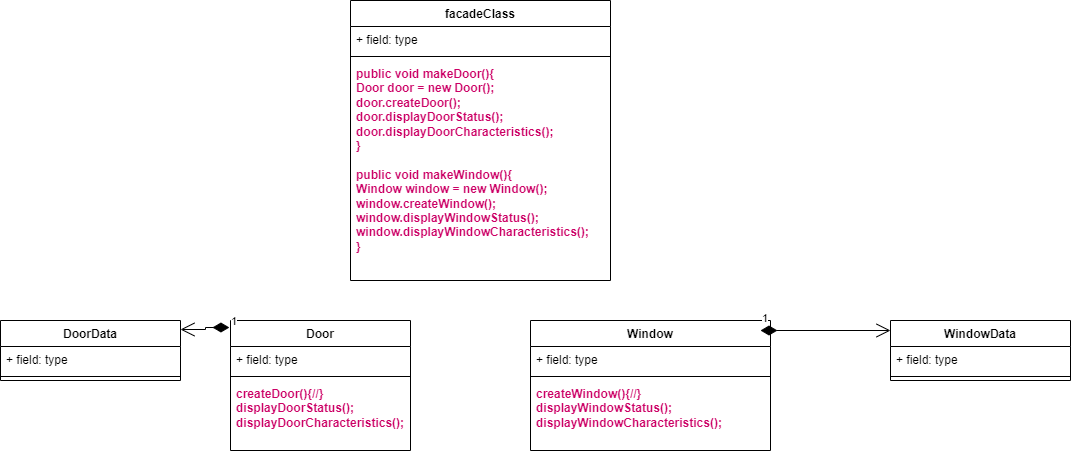 facadeClass
+ field: type
public void makeDoor(){
Door door = new Door();
door.createDoor();
door.displayDoorStatus();
door.displayDoorCharacteristics();
}
public void makeWindow(){
Window window = new Window();
window.createWindow();
window.displayWindowStatus();
window.displayWindowCharacteristics();
}
DoorData
+ field: type
1
Door
+ field: type
createDoor(){//}
displayDoorStatus();
displayDoorCharacteristics();
Window
+ field: type
createWindow(){//}
displayWindowStatus();
displayWindowCharacteristics();
1
WindowData
+ field: type